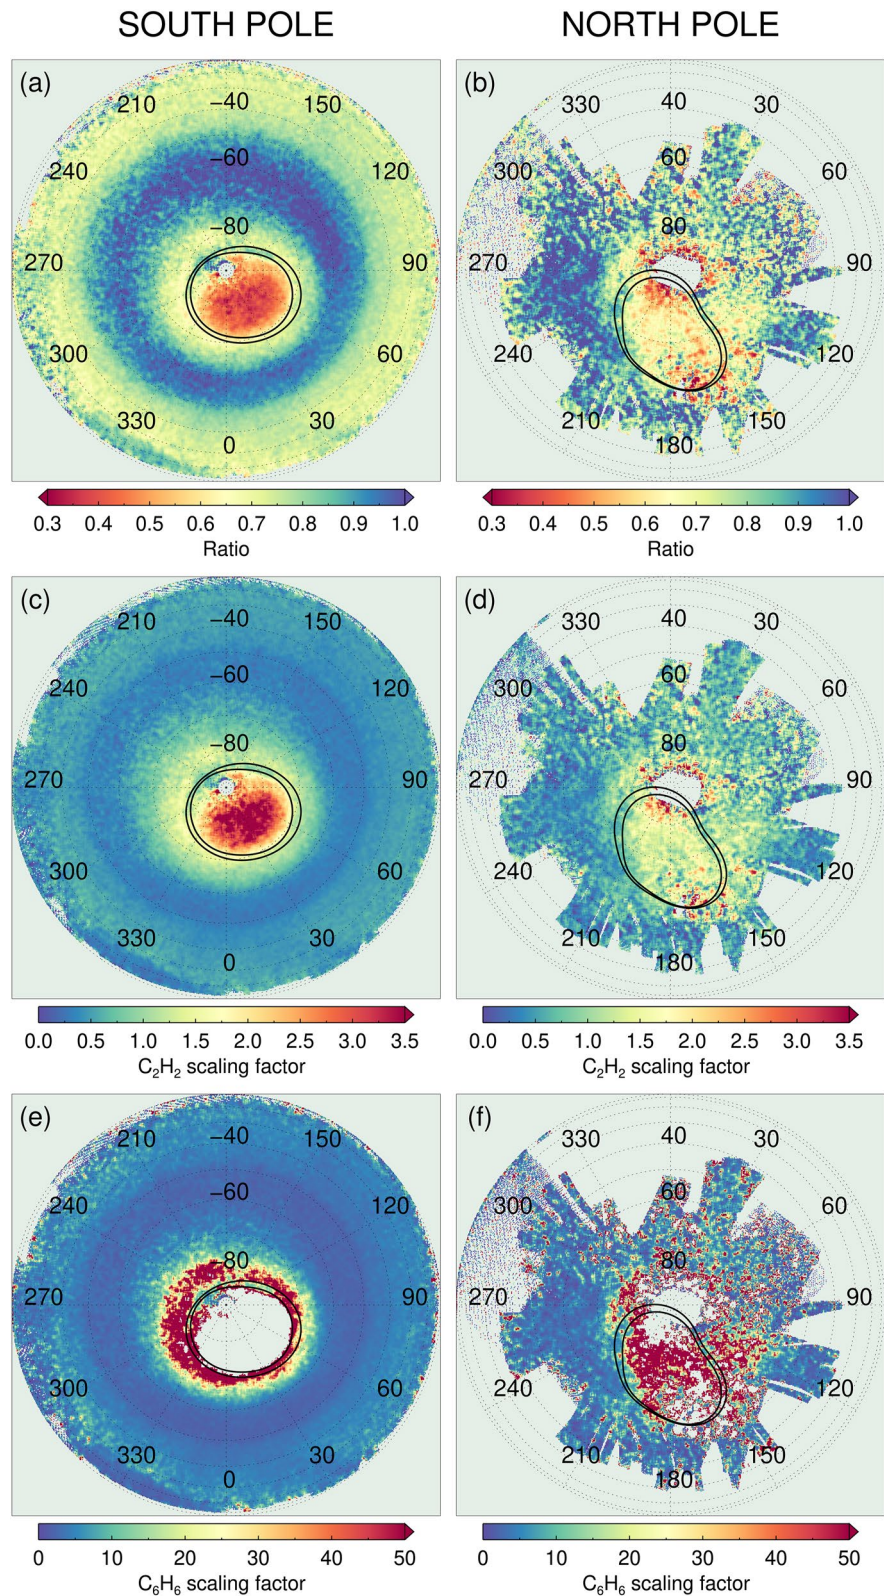 SOUTH POLE NORTH POLE
(a) (b)
210 −40 150 330 40 30
240 −60 120 300 60 60
−80 80
270 90 270 90
300 60 240 120
330 0 30 210 180 150
0.3 0.4 0.5 0.6 0.7 0.8 0.9 1.0 0.3 0.4 0.5 0.6 0.7 0.8 0.9 1.0
Ratio Ratio
(c) (d)
210 −40 150 330 40 30
240 −60 120 300 60 60
−80 80
270 90 270 90
300 60 240 120
330 0 30 210 180 150
0.0 0.5 1.0 1.5 2.0 2.5 3.0 3.5 0.0 0.5 1.0 1.5 2.0 2.5 3.0 3.5
C₂H₂ scaling factor C₂H₂ scaling factor
(e) (f)
210 −40 150 330 40 30
240 −60 120 300 60 60
−80 80
270 90 270 90
300 60 240 120
330 0 30 210 180 150
0 10 20 30 40 50 0 10 20 30 40 50
C₆H₆ scaling factor C₆H₆ scaling factor